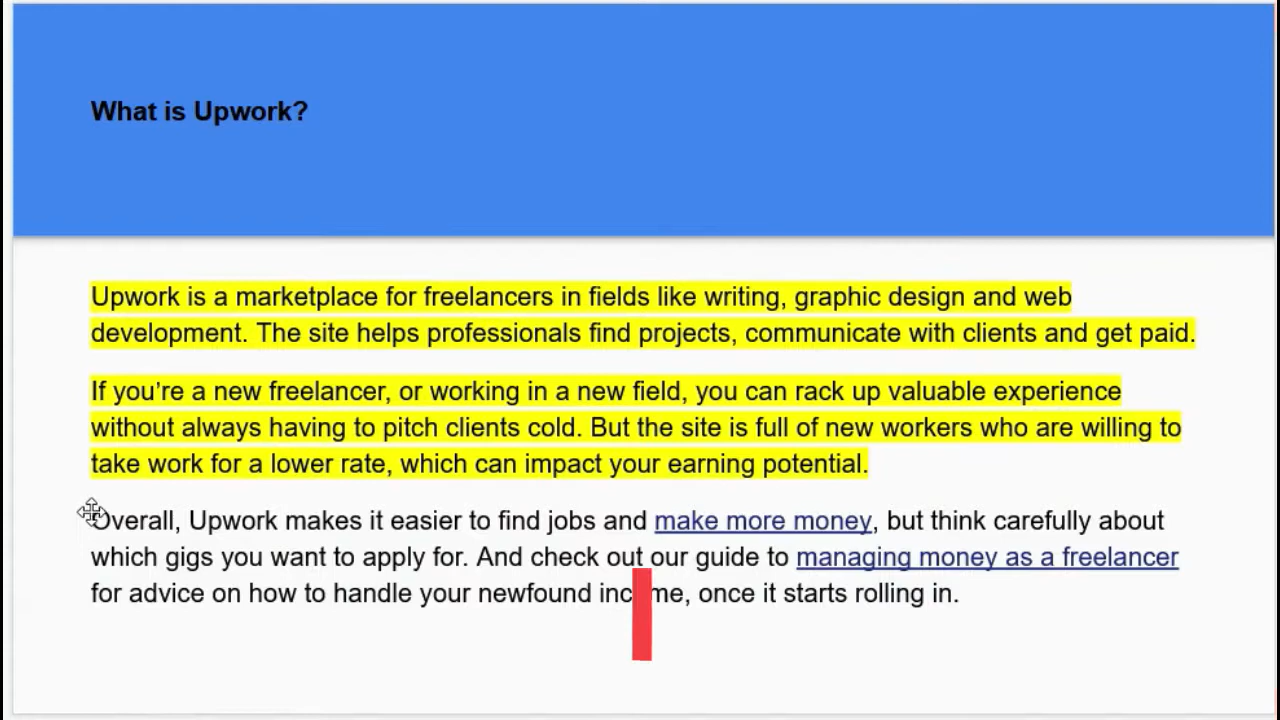 What is Upwork?
Upwork is a marketplace for freelancers in fields like writing, graphic design and web
development. The site helps professionals find projects, communicate with clients and get paid.
If you're a new freelancer, or working in a new field, you can rack up valuable experience
without always having to pitch clients cold. But the site is full of new workers who are willing to
take work for a lower rate, which can impact your earning potential.
Overall, Upwork makes it easier to find jobs and make more money, but think carefully about
which gigs you want to apply for. And check out our guide to managing money as a freelancer
for advice on how to handle your newfound income, once it starts rolling in.